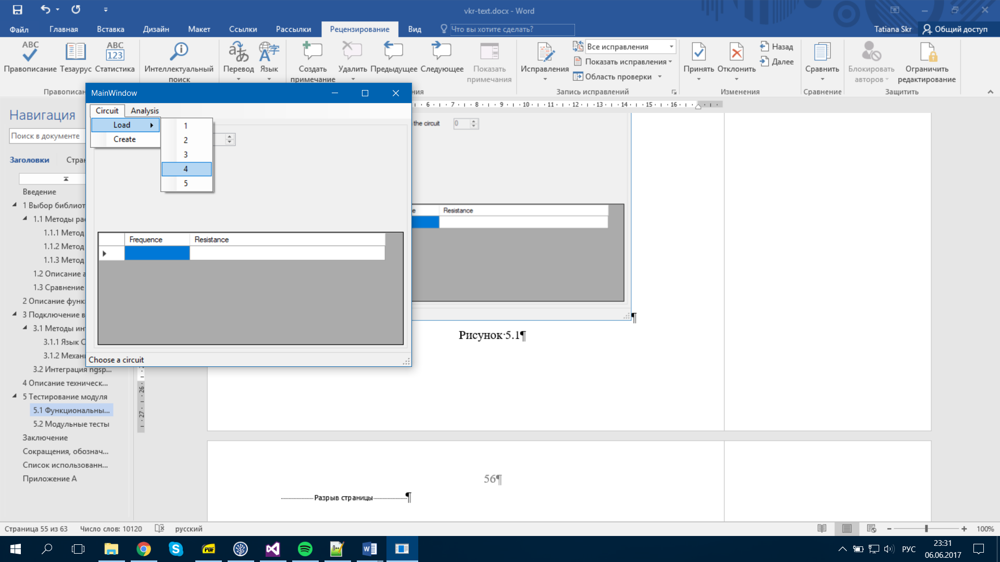 vkr-text.docx - Word
Файл Главная Вставка Дизайн Макет Ссылки Рассылки Рецензирование Вид Что вы хотите сделать? Tatiana Skr Общий доступ
ABC Правописание
Тезаурус
ABC 123 Статистика
Интеллектуальный поиск
Перевод
Язык
Создать примечание
Удалить
Предыдущее
Следующее
Показать примечания
Исправления
Все исправления
Показать исправления
Область проверки
Принять
Отклонить
Назад
Далее
Сравнить
Блокировать авторов
Ограничить редактирование
Правописан
ния
Запись исправлений
Изменения
Сравнение
Защитить
MainWindow
Circuit Analysis
Load
Create
1
2
3
4
5
Frequence Resistance
Choose a circuit
Навигация
Поиск в документе
Заголовки Стран
Введение
1 Выбор библиот
1.1 Методы рас
1.1.1 Метод
1.1.2 Метод
1.1.3 Метод
1.2 Описание а
1.3 Сравнение
2 Описание функ
3 Подключение в
3.1 Методы инт
3.1.1 Язык С
3.1.2 Механ
3.2 Интеграция ngsp...
4 Описание техническ...
5 Тестирование модуля
5.1 Функциональны...
5.2 Модульные тесты
Заключение
Сокращения, обознач...
Список использованн...
Приложение А
6 7 8 9 10 11 12 13 14 15 16
26
27
the circuit 0
e Resistance
¶
Рисунок·5.1¶
56¶
Разрыв страницы¶
Страница 55 из 63 Число слов: 10120 русский 100%
PDF
РУС
23:31
06.06.2017